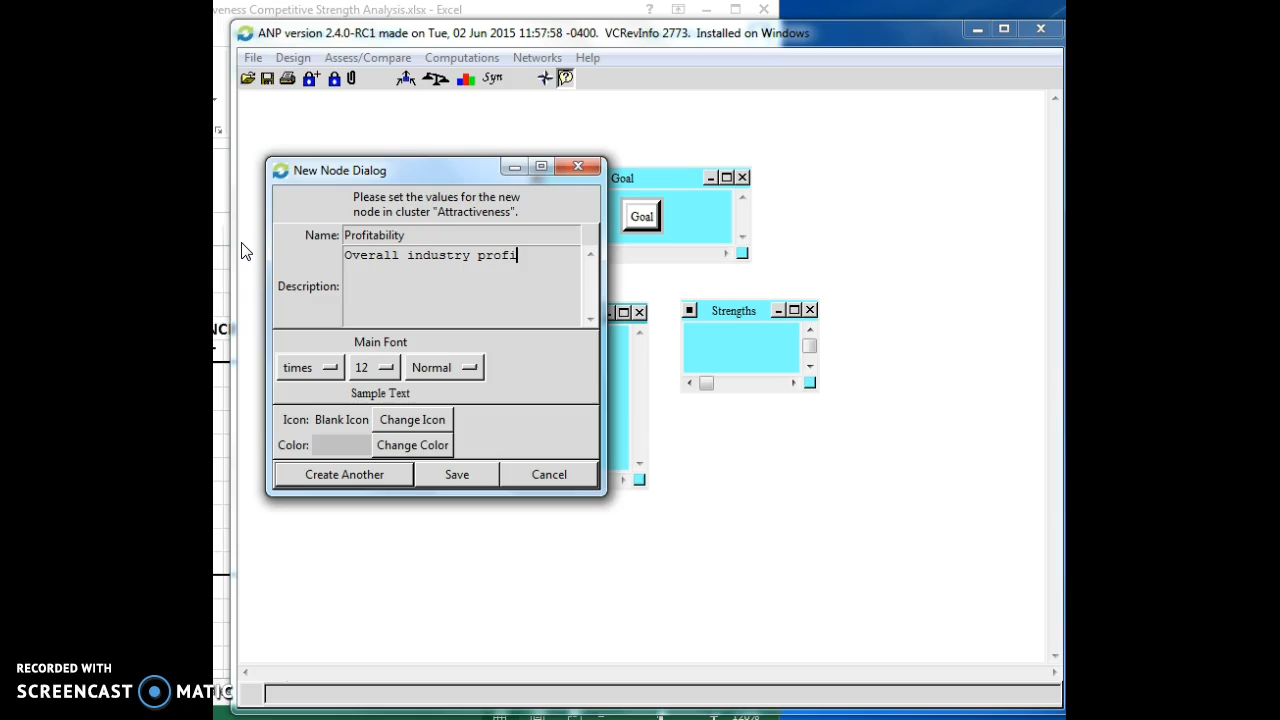 veness Competitive Strength Analysis.xlsx - Excel
ANP version 2.4.0-RC1 made on Tue, 02 Jun 2015 11:57:58 -0400. VCRevInfo 2773. Installed on Windows
File Design Assess/Compare Computations Networks Help
Syn
New Node Dialog
Please set the values for the new
node in cluster "Attractiveness".
Name: Profitability
Overall industry profi
Description:
Main Font
times 12 Normal
Sample Text
Icon: Blank Icon Change Icon
Color: Change Color
Create Another Save Cancel
Goal
Goal
Strengths
RECORDED WITH
SCREENCAST MATIC